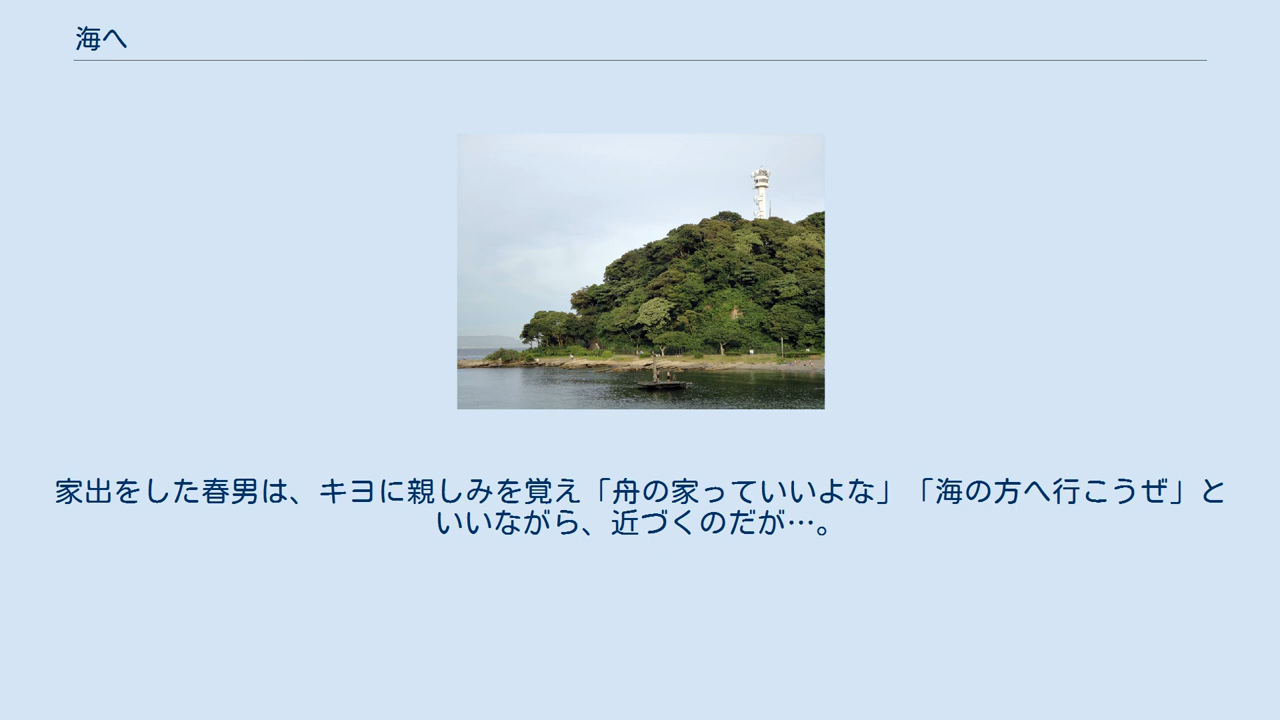 海へ
家出をした春男は、キヨに親しみを覚え「舟の家っていいよな」「海の方へ行こうぜ」と
いいながら、近づくのだが…。